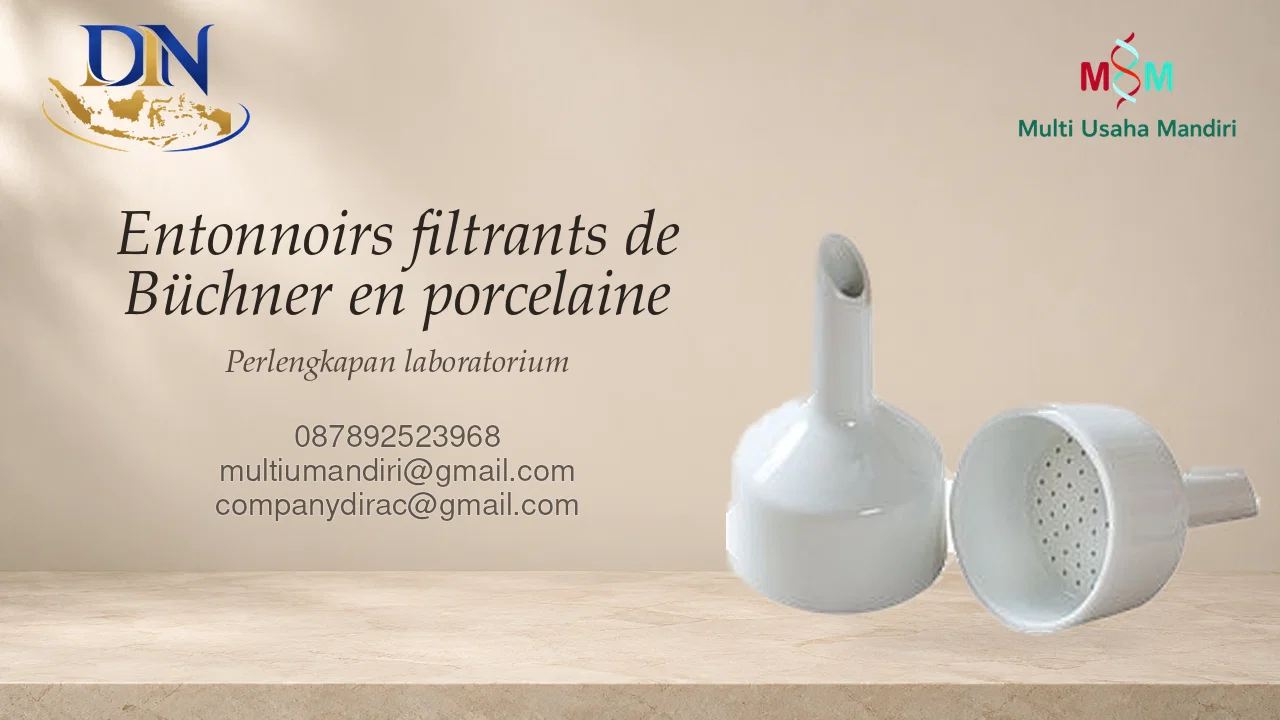 DIN
MSM
Multi Usaha Mandiri
Entonnoirs filtrants de
Büchner en porcelaine
Perlengkapan laboratorium
087892523968
multiumandiri@gmail.com
companydirac@gmail.com